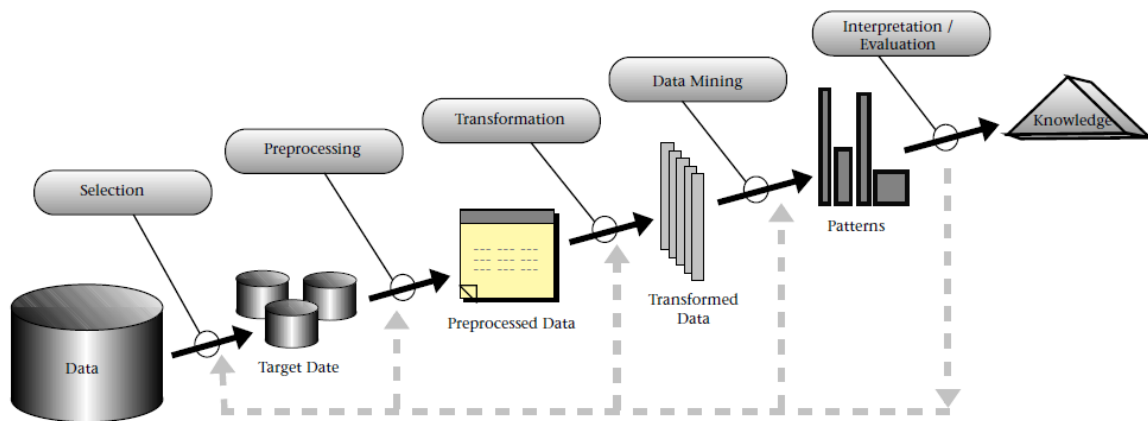 Interpretation /
Evaluation
Data Mining
Transformation
Preprocessing
Selection
Data
Target Date
Preprocessed Data
Transformed
Data
Patterns
Knowledge